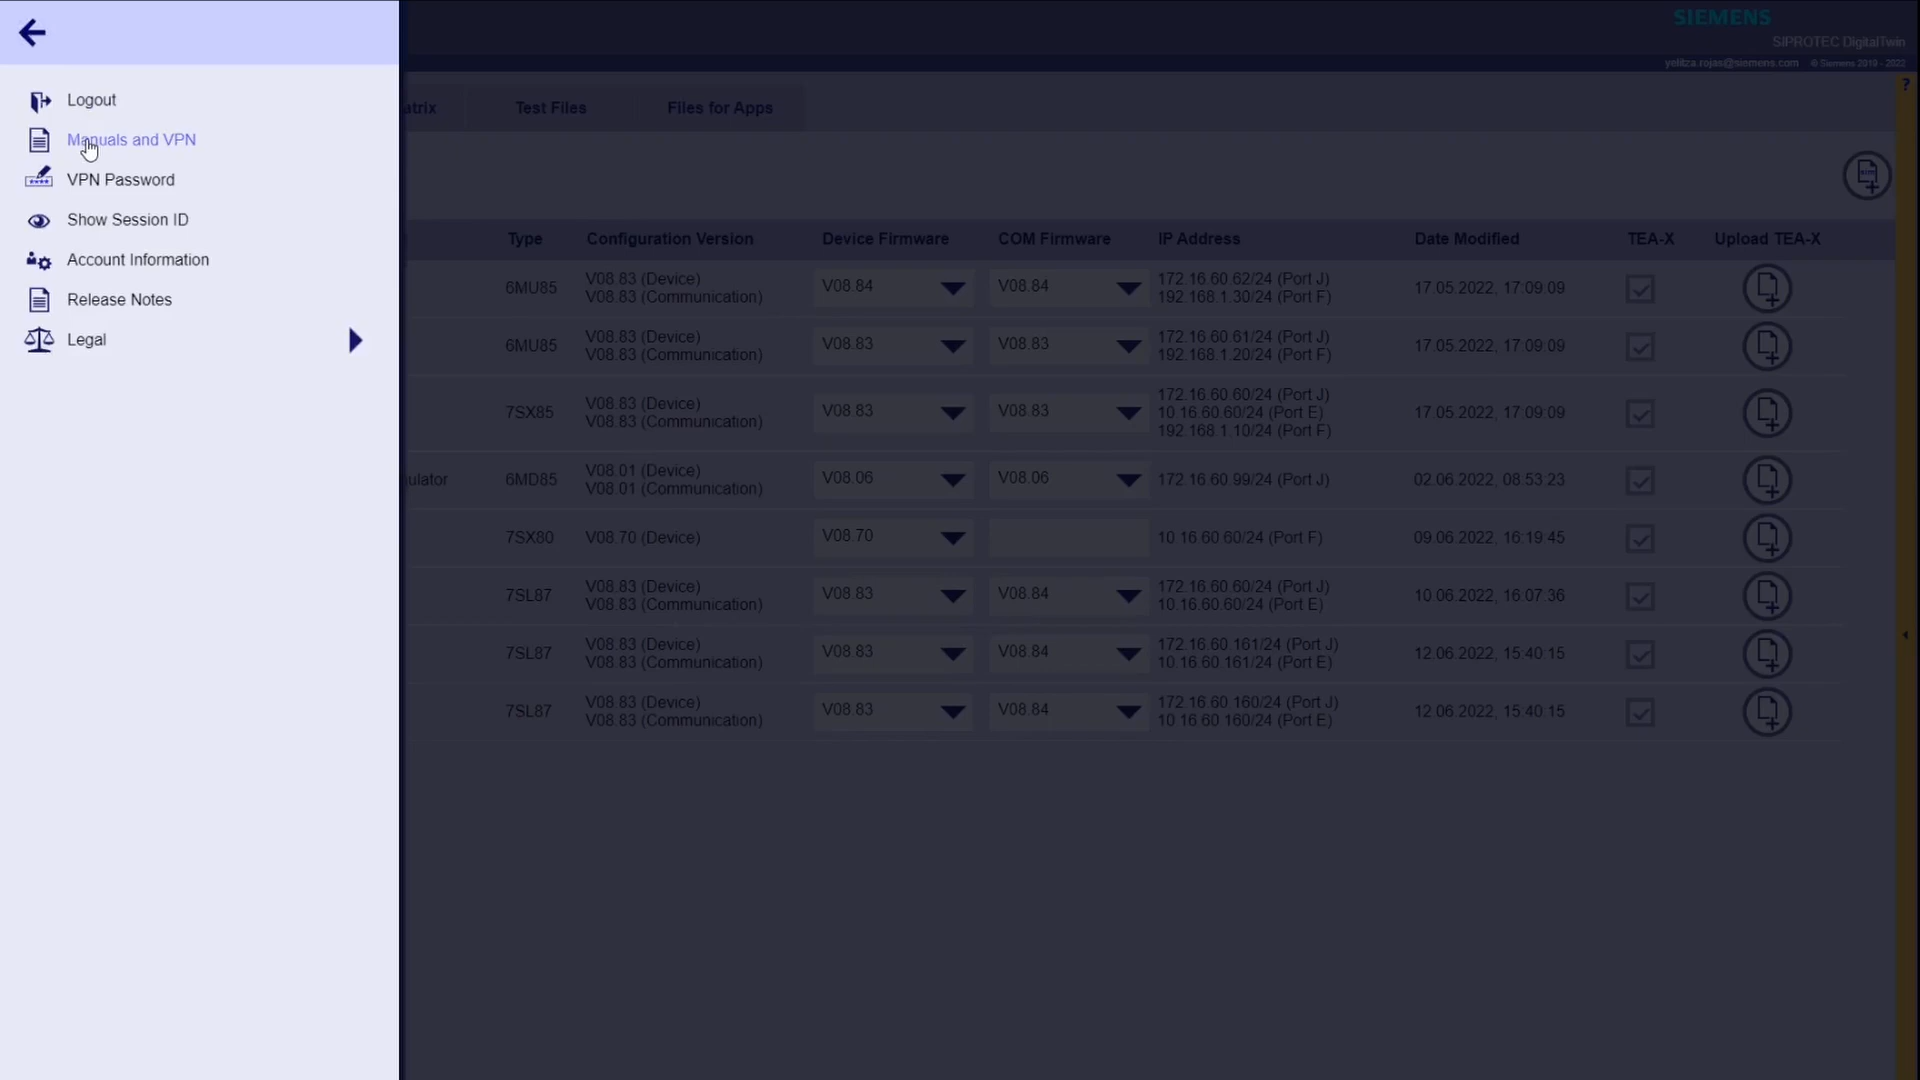 SIEMENS
SIPROTEC DigitalTwin
yelitza.rojas@siemens.com © Siemens 2019 - 2022
?
Logout
Manuals and VPN
VPN Password
Show Session ID
Account Information
Release Notes
Legal
atrix Test Files Files for Apps
Type Configuration Version Device Firmware COM Firmware IP Address Date Modified TEA-X Upload TEA-X
6MU85 V08.83 (Device) V08.84 V08.84 172.16.60.62/24 (Port J) 17.05.2022, 17:09:09
V08.83 (Communication) 192.168.1.30/24 (Port F)
6MU85 V08.83 (Device) V08.83 V08.83 172.16.60.61/24 (Port J) 17.05.2022, 17:09:09
V08.83 (Communication) 192.168.1.20/24 (Port F)
7SX85 V08.83 (Device) V08.83 V08.83 172.16.60.60/24 (Port J) 17.05.2022, 17:09:09
V08.83 (Communication) 10.16.60.60/24 (Port E)
192.168.1.10/24 (Port F)
ulator 6MD85 V08.01 (Device) V08.06 V08.06 172.16.60.99/24 (Port J) 02.06.2022, 08:53:23
V08.01 (Communication)
7SX80 V08.70 (Device) V08.70 10.16.60.60/24 (Port F) 09.06.2022, 16:19:45
7SL87 V08.83 (Device) V08.83 V08.84 172.16.60.60/24 (Port J) 10.06.2022, 16:07:36
V08.83 (Communication) 10.16.60.60/24 (Port E)
7SL87 V08.83 (Device) V08.83 V08.84 172.16.60.161/24 (Port J) 12.06.2022, 15:40:15
V08.83 (Communication) 10.16.60.161/24 (Port E)
7SL87 V08.83 (Device) V08.83 V08.84 172.16.60.160/24 (Port J) 12.06.2022, 15:40:15
V08.83 (Communication) 10.16.60.160/24 (Port E)